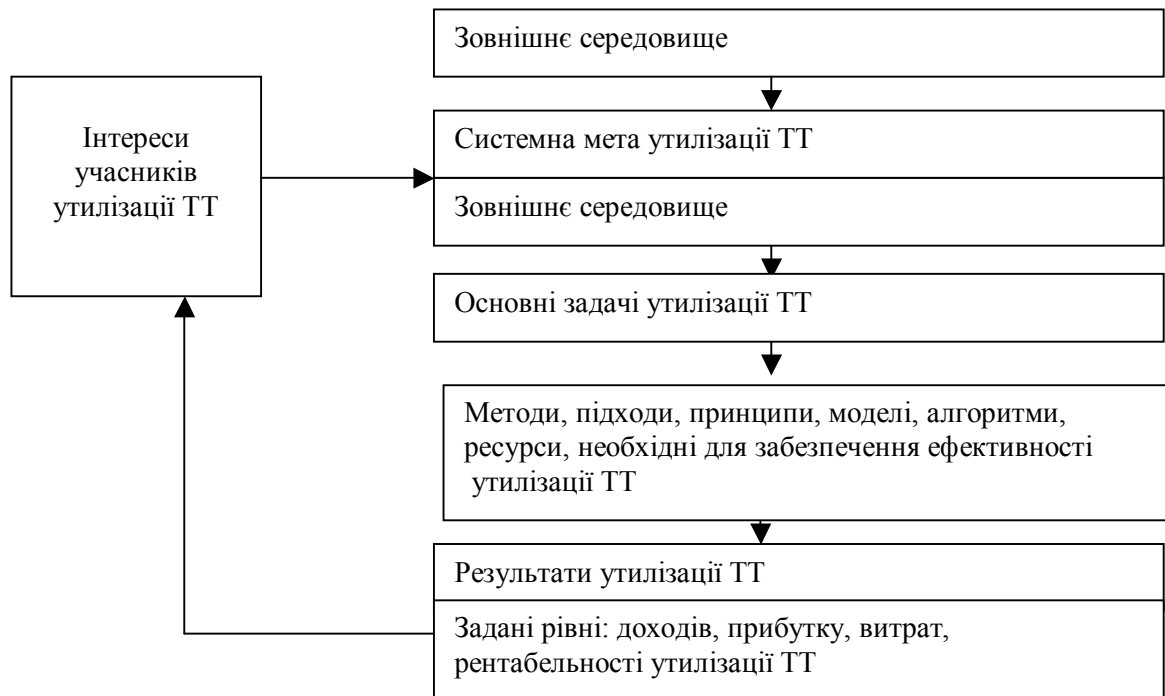 Зовнішнє середовище
Інтереси
учасників
утилізації ТТ
Системна мета утилізації ТТ
Зовнішнє середовище
Основні задачі утилізації ТТ
Методи, підходи, принципи, моделі, алгоритми,
ресурси, необхідні для забезпечення ефективності
утилізації ТТ
Результати утилізації ТТ
Задані рівні: доходів, прибутку, витрат,
рентабельності утилізації ТТ